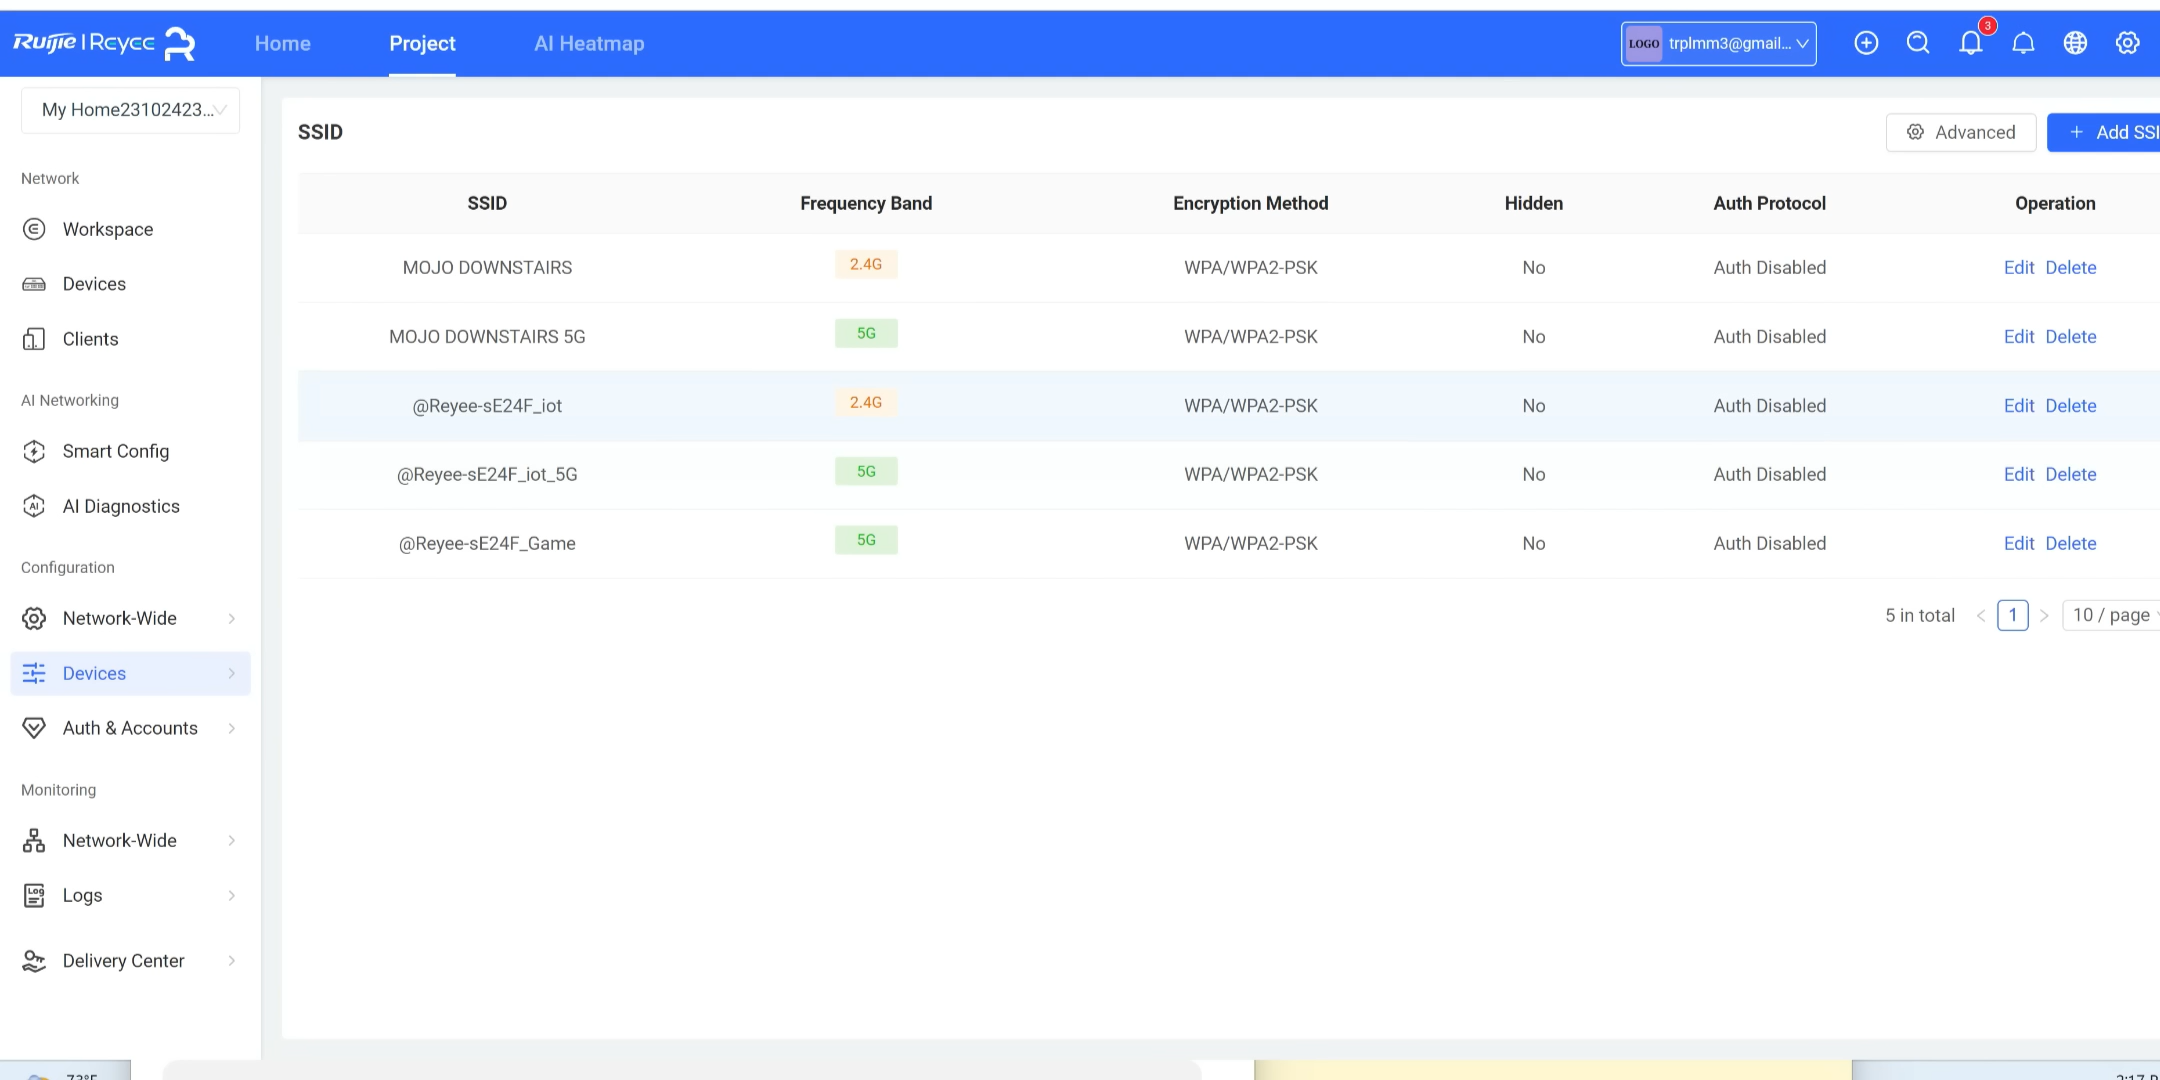 Ruijie | Reyee Home Project AI Heatmap LOGO trplmm3@gmail... 3
My Home23102423...
Network
Workspace
Devices
Clients
AI Networking
Smart Config
AI Diagnostics
Configuration
Network-Wide
Devices
Auth & Accounts
Monitoring
Network-Wide
Logs
Delivery Center
SSID Advanced + Add SSI
SSID Frequency Band Encryption Method Hidden Auth Protocol Operation
MOJO DOWNSTAIRS 2.4G WPA/WPA2-PSK No Auth Disabled Edit Delete
MOJO DOWNSTAIRS 5G 5G WPA/WPA2-PSK No Auth Disabled Edit Delete
@Reyee-sE24F_iot 2.4G WPA/WPA2-PSK No Auth Disabled Edit Delete
@Reyee-sE24F_iot_5G 5G WPA/WPA2-PSK No Auth Disabled Edit Delete
@Reyee-sE24F_Game 5G WPA/WPA2-PSK No Auth Disabled Edit Delete
5 in total < 1 > 10 / page